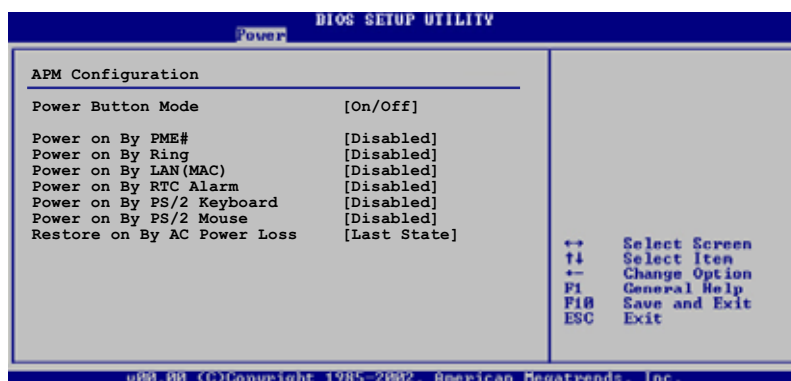 BIOS SETUP UTILITY
Power
APM Configuration
Power Button Mode [On/Off]
Power on By PME# [Disabled]
Power on By Ring [Disabled]
Power on By LAN(MAC) [Disabled]
Power on By RTC Alarm [Disabled]
Power on By PS/2 Keyboard [Disabled]
Power on By PS/2 Mouse [Disabled]
Restore on By AC Power Loss [Last State]
↔ Select Screen
↑↓ Select Item
+- Change Option
F1 General Help
F10 Save and Exit
ESC Exit
v00.00 (C)Copyright 1985-2002, American Megatrends, Inc.